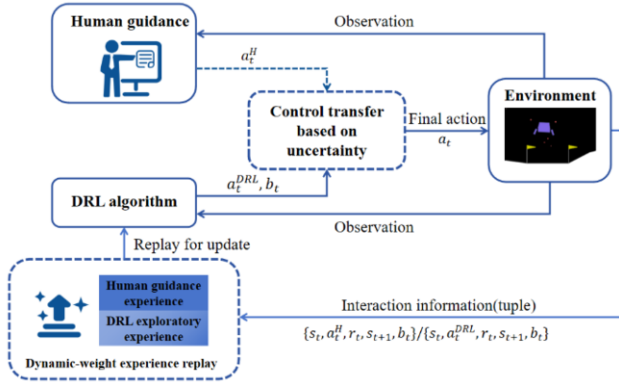 Human guidance
Observation
a_t^H
Control transfer
based on
uncertainty
Final action
a_t
Environment
a_t^{DRL}, b_t
DRL algorithm
Observation
Replay for update
Human guidance
experience
DRL exploratory
experience
Dynamic-weight experience replay
Interaction information(tuple)
{s_t, a_t^H, r_t, s_{t+1}, b_t}/{s_t, a_t^{DRL}, r_t, s_{t+1}, b_t}